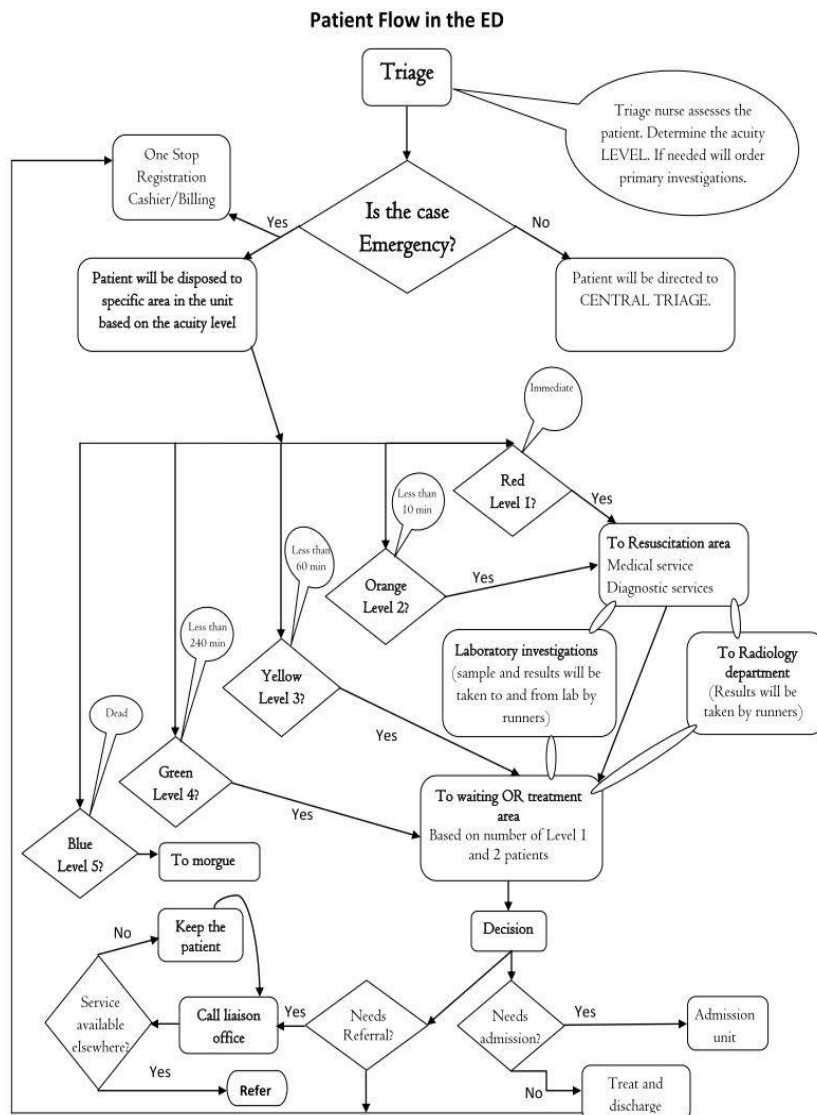 Patient Flow in the ED
Triage
Triage nurse assesses the
patient. Determine the acuity
LEVEL. If needed will order
primary investigations.
One Stop
Registration
Cashier/Billing
Yes
Is the case
Emergency?
No
Patient will be disposed to
specific area in the unit
based on the acuity level
Patient will be directed to
CENTRAL TRIAGE.
Immediate
Red
Level 1?
Yes
Less than
10 min
Orange
Level 2?
Yes
To Resuscitation area
Medical service
Diagnostic services
Less than
60 min
Yellow
Level 3?
Yes
Laboratory investigations
(sample and results will be
taken to and from lab by
runners)
To Radiology
department
(Results will be
taken by runners)
Less than
240 min
Green
Level 4?
Yes
Dead
Blue
Level 5?
To morgue
To waiting OR treatment
area
Based on number of Level 1
and 2 patients
Decision
No
Keep the
patient
Service
available
elsewhere?
Call liaison
office
Yes
Needs
Referral?
Needs
admission?
Yes
Admission
unit
Yes
Refer
No
Treat and
discharge